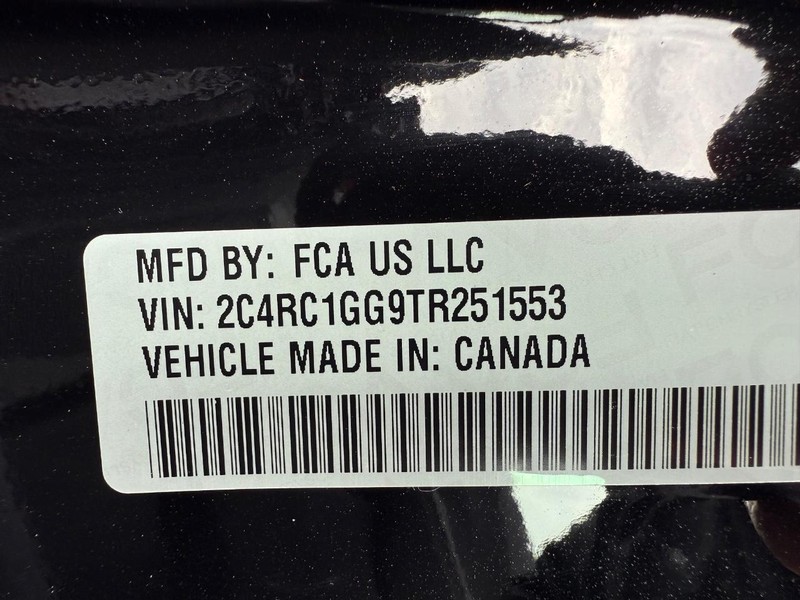 MFD BY: FCA US LLC
VIN: 2C4RC1GG9TR251553
VEHICLE MADE IN: CANADA